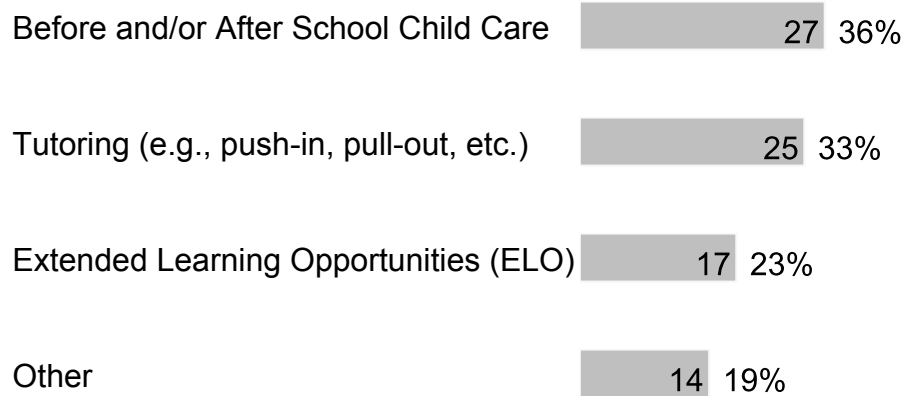 Before and/or After School Child Care 27 36%
Tutoring (e.g., push-in, pull-out, etc.) 25 33%
Extended Learning Opportunities (ELO) 17 23%
Other 14 19%